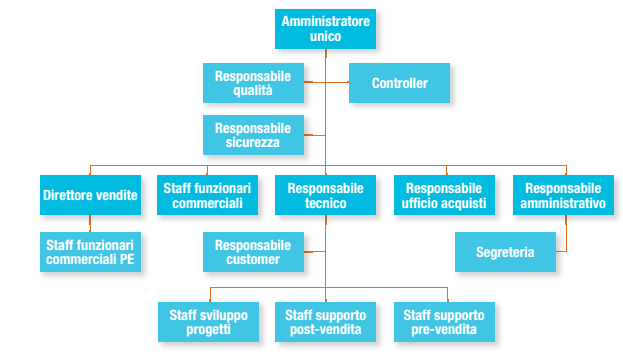 Amministratore
unico
Responsabile
qualità
Controller
Responsabile
sicurezza
Direttore vendite
Staff funzionari
commerciali
Responsabile
tecnico
Responsabile
ufficio acquisti
Responsabile
amministrativo
Staff funzionari
commerciali PE
Responsabile
customer
Segreteria
Staff sviluppo
progetti
Staff supporto
post-vendita
Staff supporto
pre-vendita